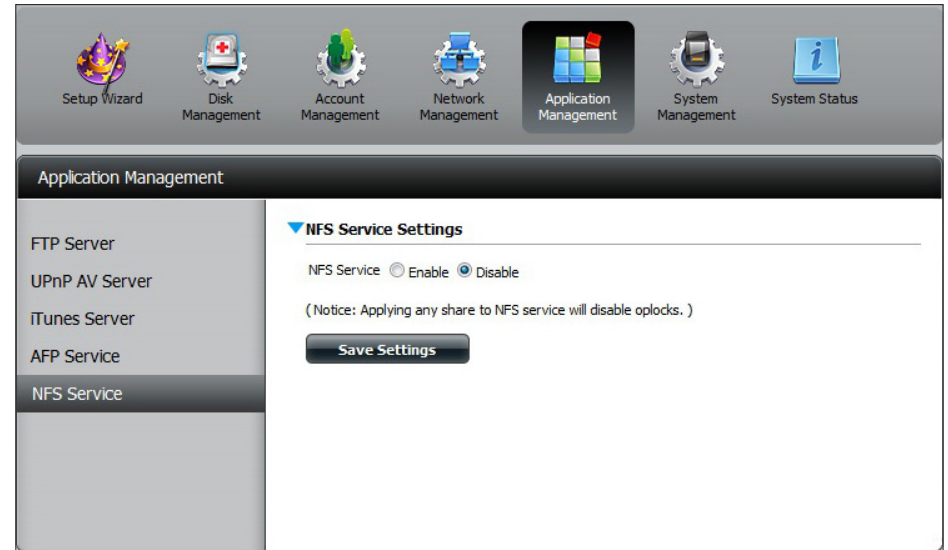 Setup Wizard
Disk
Management
Account
Management
Network
Management
Application
Management
System
Management
System Status
Application Management
FTP Server
UPnP AV Server
iTunes Server
AFP Service
NFS Service
NFS Service Settings
NFS Service Enable Disable
( Notice: Applying any share to NFS service will disable oplocks. )
Save Settings